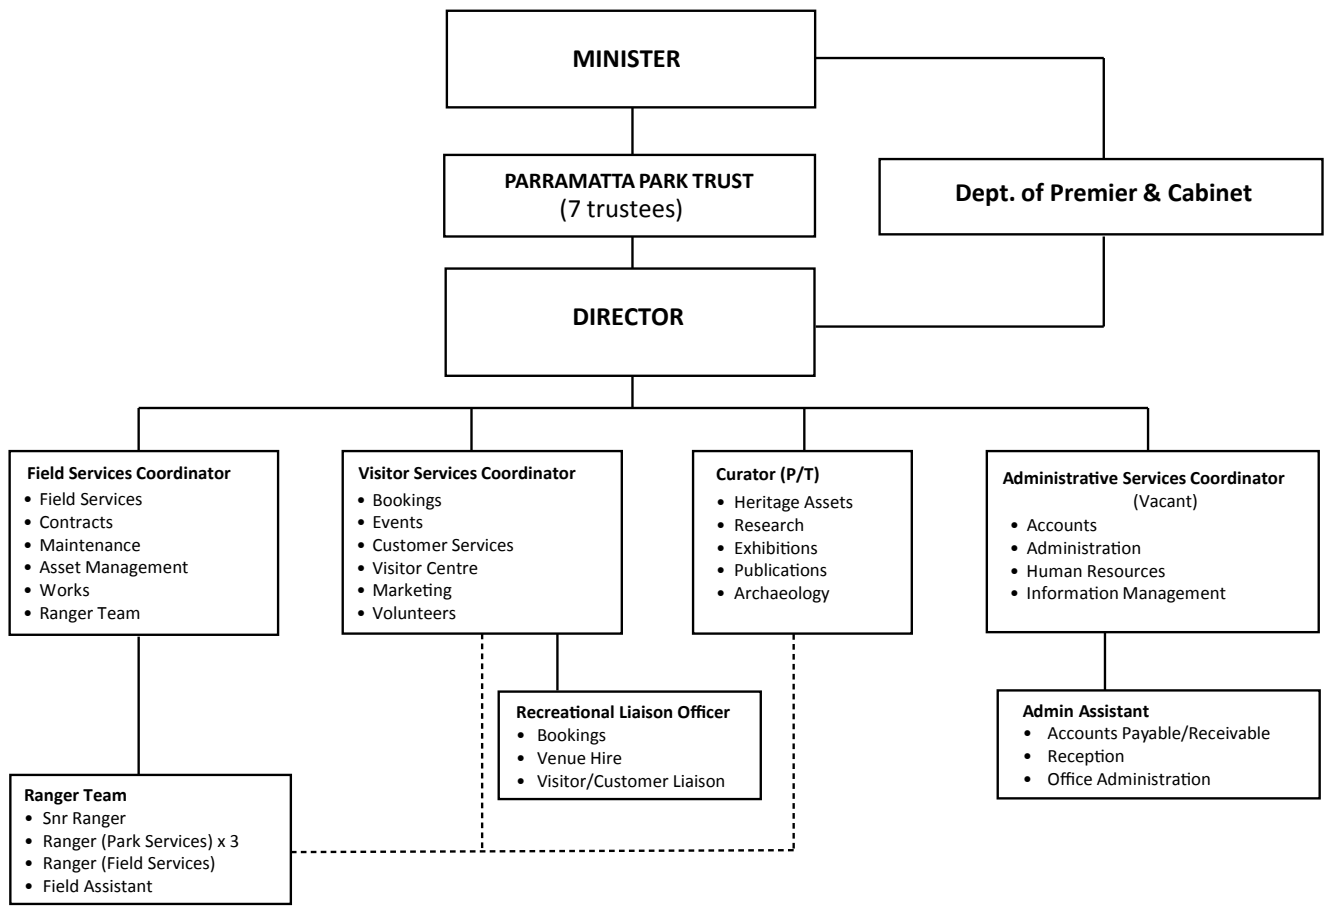 MINISTER
PARRAMATTA PARK TRUST
(7 trustees)
Dept. of Premier & Cabinet
DIRECTOR
Field Services Coordinator
• Field Services
• Contracts
• Maintenance
• Asset Management
• Works
• Ranger Team
Visitor Services Coordinator
• Bookings
• Events
• Customer Services
• Visitor Centre
• Marketing
• Volunteers
Curator (P/T)
• Heritage Assets
• Research
• Exhibitions
• Publications
• Archaeology
Administrative Services Coordinator
(Vacant)
• Accounts
• Administration
• Human Resources
• Information Management
Recreational Liaison Officer
• Bookings
• Venue Hire
• Visitor/Customer Liaison
Admin Assistant
• Accounts Payable/Receivable
• Reception
• Office Administration
Ranger Team
• Snr Ranger
• Ranger (Park Services) x 3
• Ranger (Field Services)
• Field Assistant